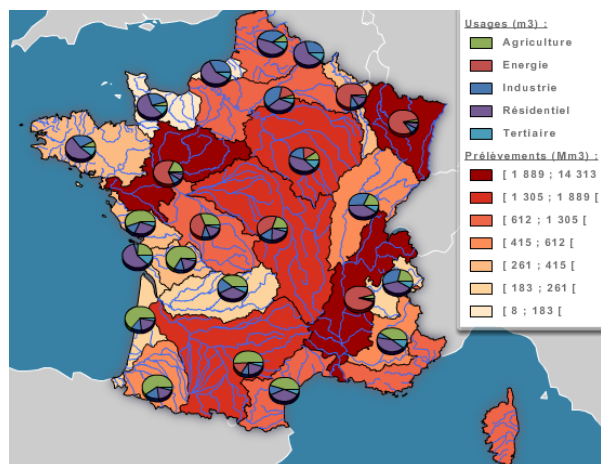 Usages (m3) :
Agriculture
Energie
Industrie
Résidentiel
Tertiaire
Prélèvements (Mm3) :
[ 1 889 ; 14 313
[ 1 305 ; 1 889 [
[ 612 ; 1 305 [
[ 415 ; 612 [
[ 261 ; 415 [
[ 183 ; 261 [
[ 8 ; 183 [